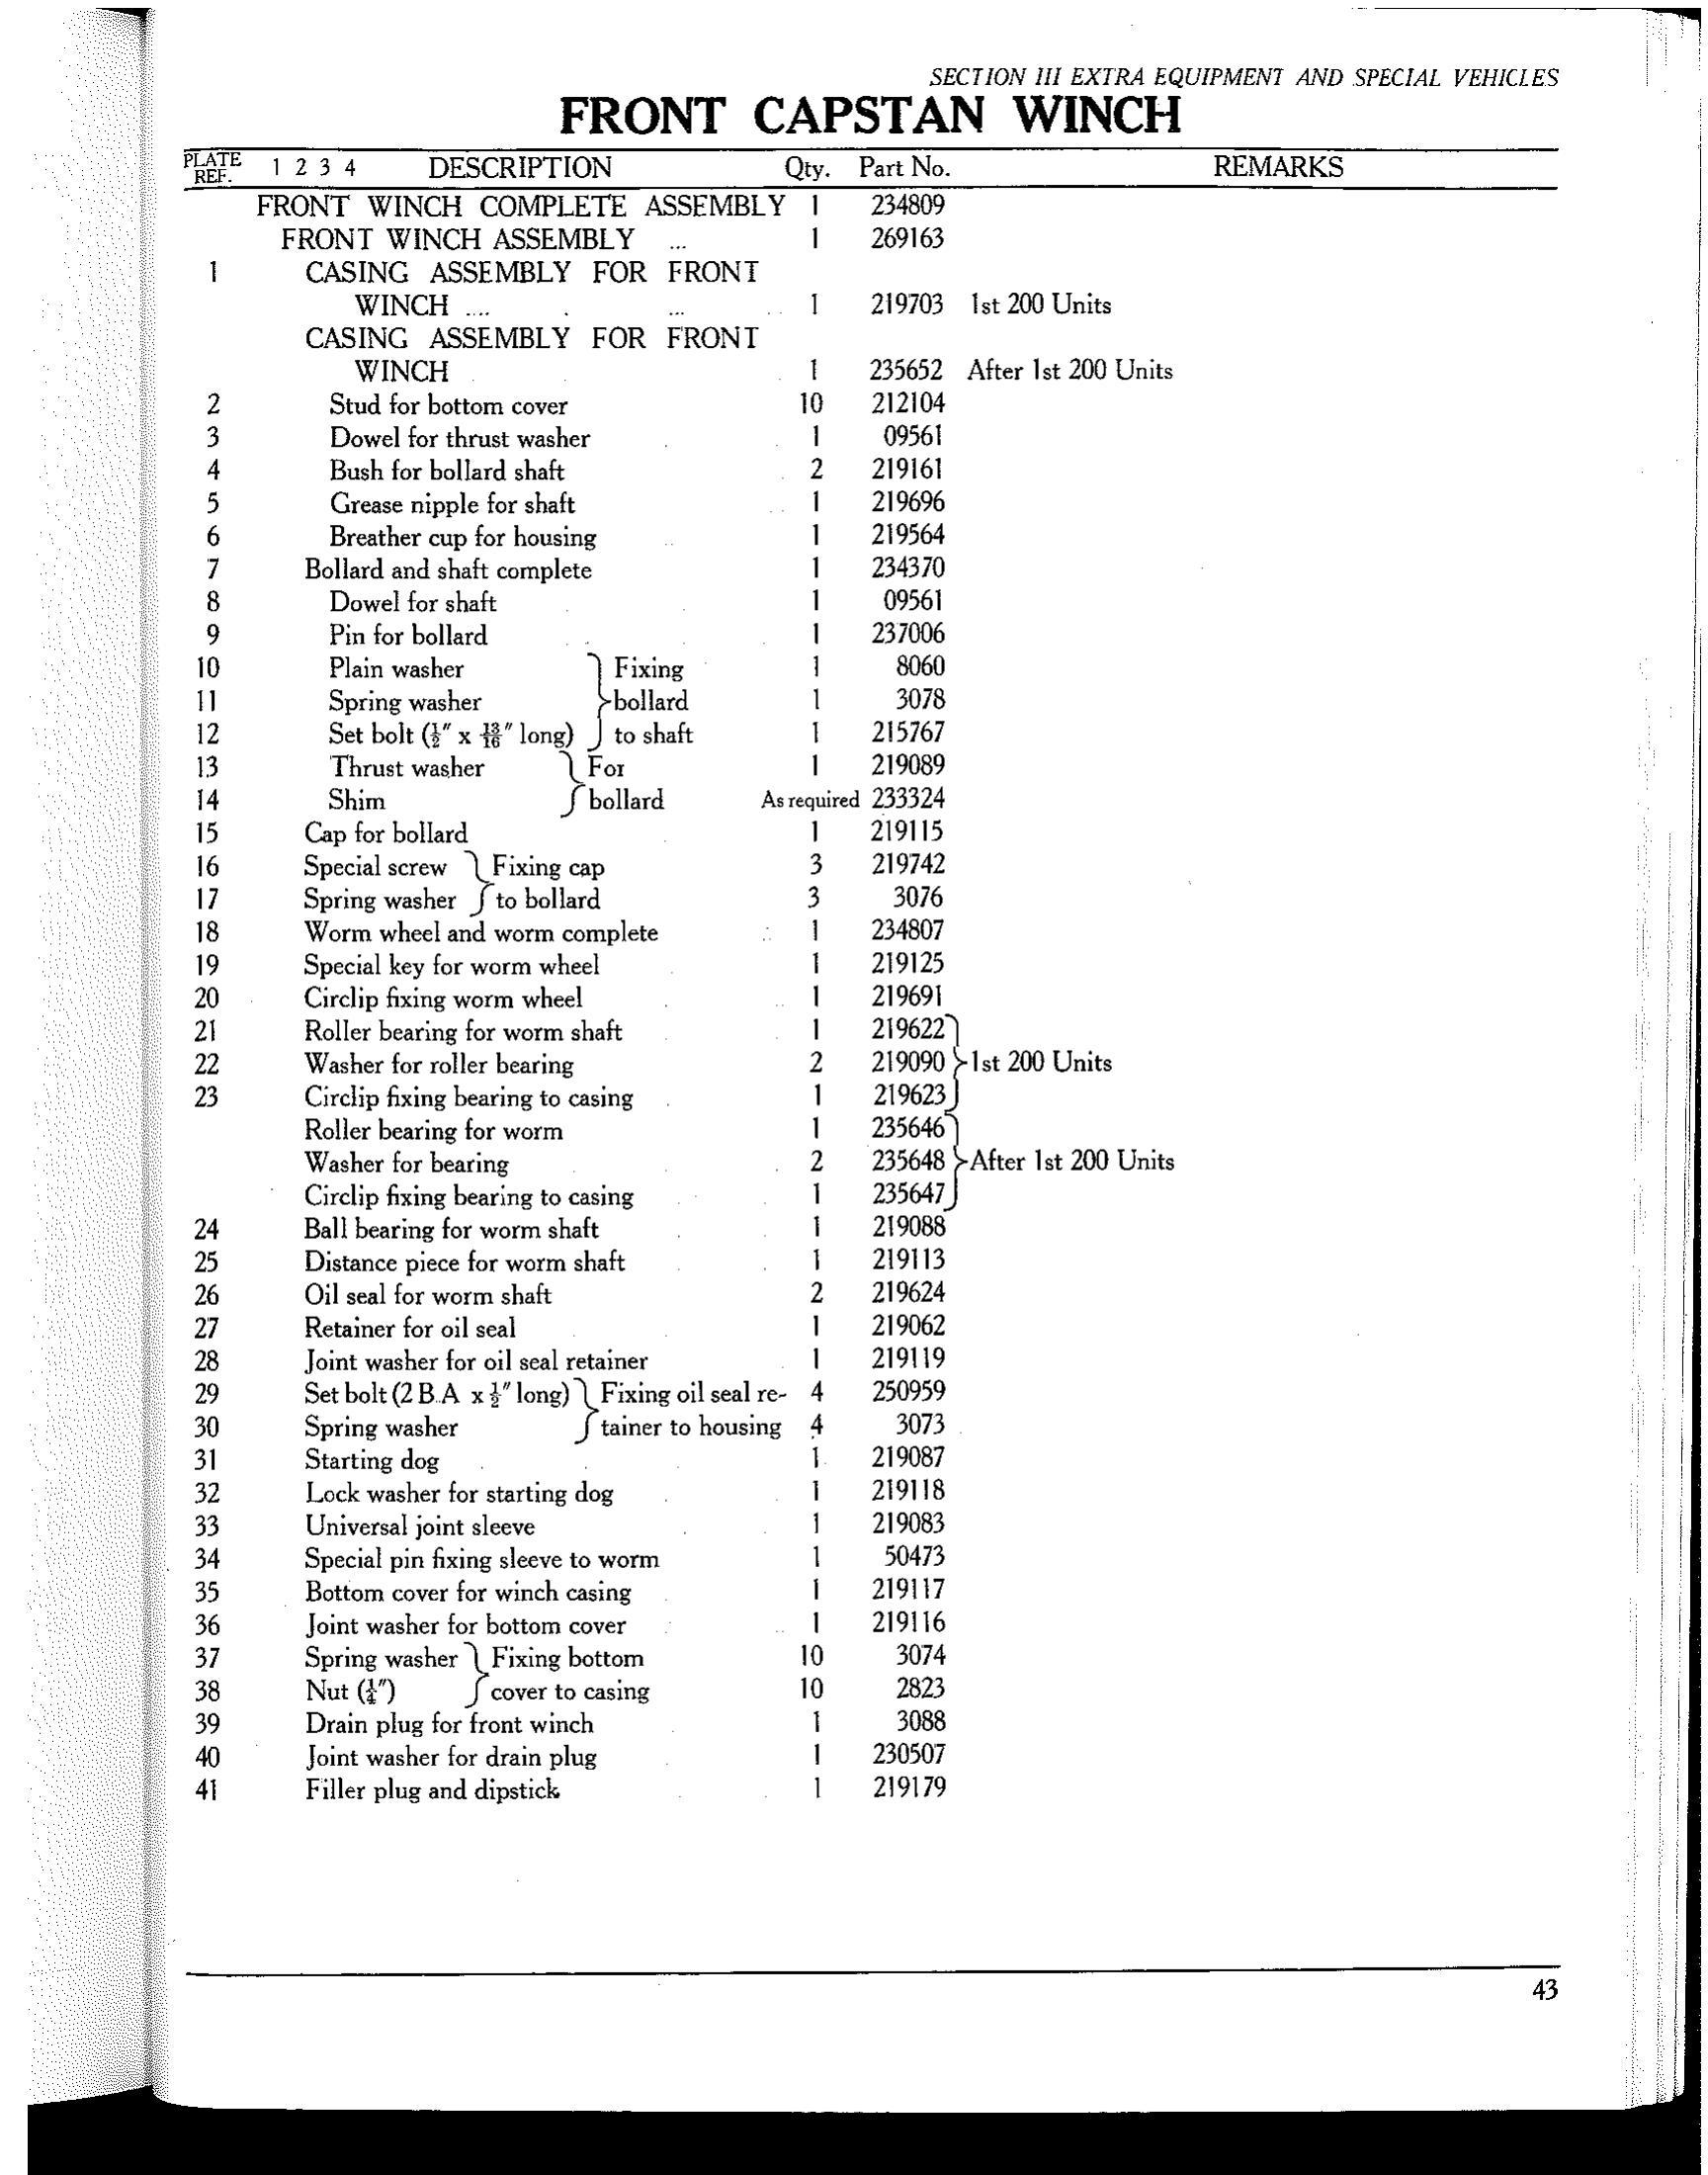 SECTION III EXTRA EQUIPMENT AND SPECIAL VEHICLES
FRONT CAPSTAN WINCH
PLATE REF. 1 2 3 4 DESCRIPTION Qty. Part No. REMARKS
FRONT WINCH COMPLETE ASSEMBLY 1 234809
FRONT WINCH ASSEMBLY ... 1 269163
1 CASING ASSEMBLY FOR FRONT
WINCH .... ... 1 219703 1st 200 Units
CASING ASSEMBLY FOR FRONT
WINCH 1 235652 After 1st 200 Units
2 Stud for bottom cover 10 212104
3 Dowel for thrust washer 1 09561
4 Bush for bollard shaft 2 219161
5 Grease nipple for shaft 1 219696
6 Breather cup for housing 1 219564
7 Bollard and shaft complete 1 234370
8 Dowel for shaft 1 09561
9 Pin for bollard 1 237006
10 Plain washer } Fixing 1 8060
11 Spring washer } bollard 1 3078
12 Set bolt (½″ x 13/16″ long) } to shaft 1 215767
13 Thrust washer } For 1 219089
14 Shim } bollard As required 233324
15 Cap for bollard 1 219115
16 Special screw } Fixing cap 3 219742
17 Spring washer } to bollard 3 3076
18 Worm wheel and worm complete 1 234807
19 Special key for worm wheel 1 219125
20 Circlip fixing worm wheel 1 219691
21 Roller bearing for worm shaft 1 219622 }
22 Washer for roller bearing 2 219090 } 1st 200 Units
23 Circlip fixing bearing to casing 1 219623 }
Roller bearing for worm 1 235646 }
Washer for bearing 2 235648 } After 1st 200 Units
Circlip fixing bearing to casing 1 235647 }
24 Ball bearing for worm shaft 1 219088
25 Distance piece for worm shaft 1 219113
26 Oil seal for worm shaft 2 219624
27 Retainer for oil seal 1 219062
28 Joint washer for oil seal retainer 1 219119
29 Set bolt (2 B.A x ½″ long) } Fixing oil seal re- 4 250959
30 Spring washer } tainer to housing 4 3073
31 Starting dog 1 219087
32 Lock washer for starting dog 1 219118
33 Universal joint sleeve 1 219083
34 Special pin fixing sleeve to worm 1 50473
35 Bottom cover for winch casing 1 219117
36 Joint washer for bottom cover 1 219116
37 Spring washer } Fixing bottom 10 3074
38 Nut (¼″) } cover to casing 10 2823
39 Drain plug for front winch 1 3088
40 Joint washer for drain plug 1 230507
41 Filler plug and dipstick 1 219179
43